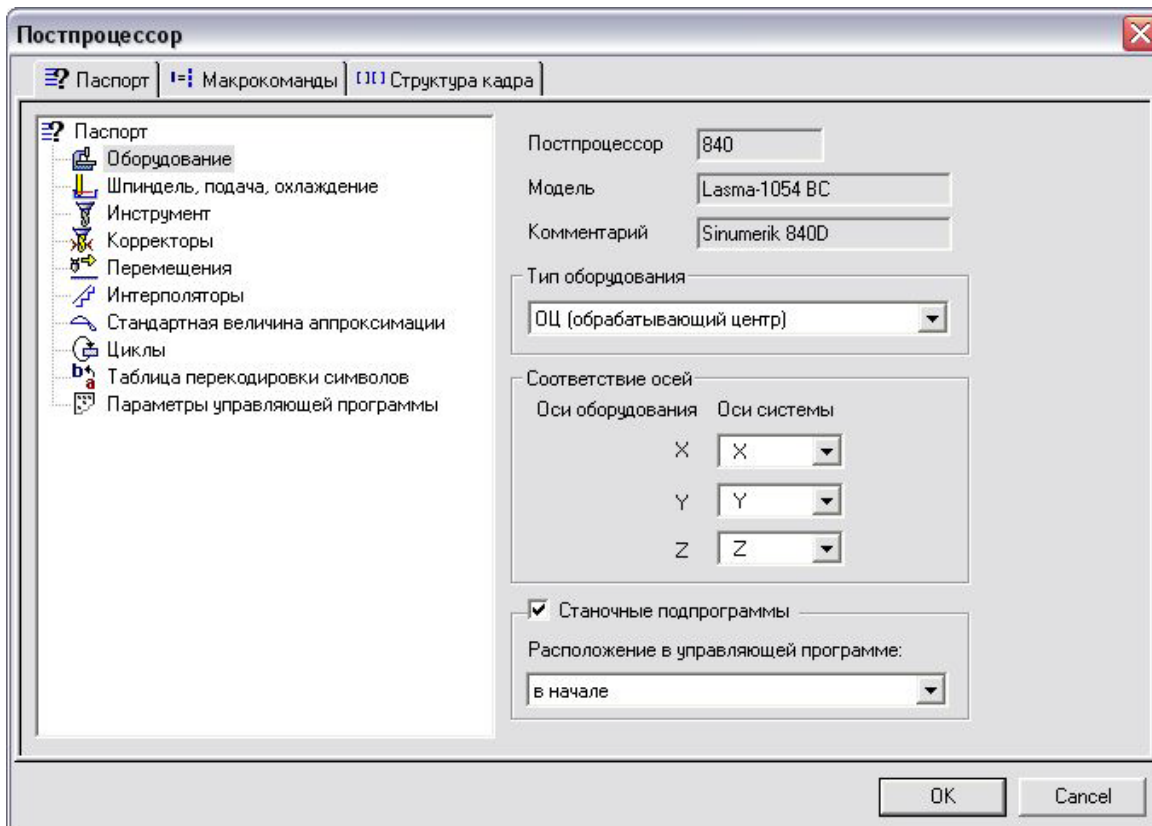 Постпроцессор
Паспорт
Макрокоманды
Структура кадра
Паспорт
Оборудование
Шпиндель, подача, охлаждение
Инструмент
Корректоры
Перемещения
Интерполяторы
Стандартная величина аппроксимации
Циклы
Таблица перекодировки символов
Параметры управляющей программы
Постпроцессор 840
Модель Lasma-1054 BC
Комментарий Sinumerik 840D
Тип оборудования
ОЦ (обрабатывающий центр)
Соответствие осей
Оси оборудования Оси системы
X X
Y Y
Z Z
Станочные подпрограммы
Расположение в управляющей программе:
в начале
OK Cancel